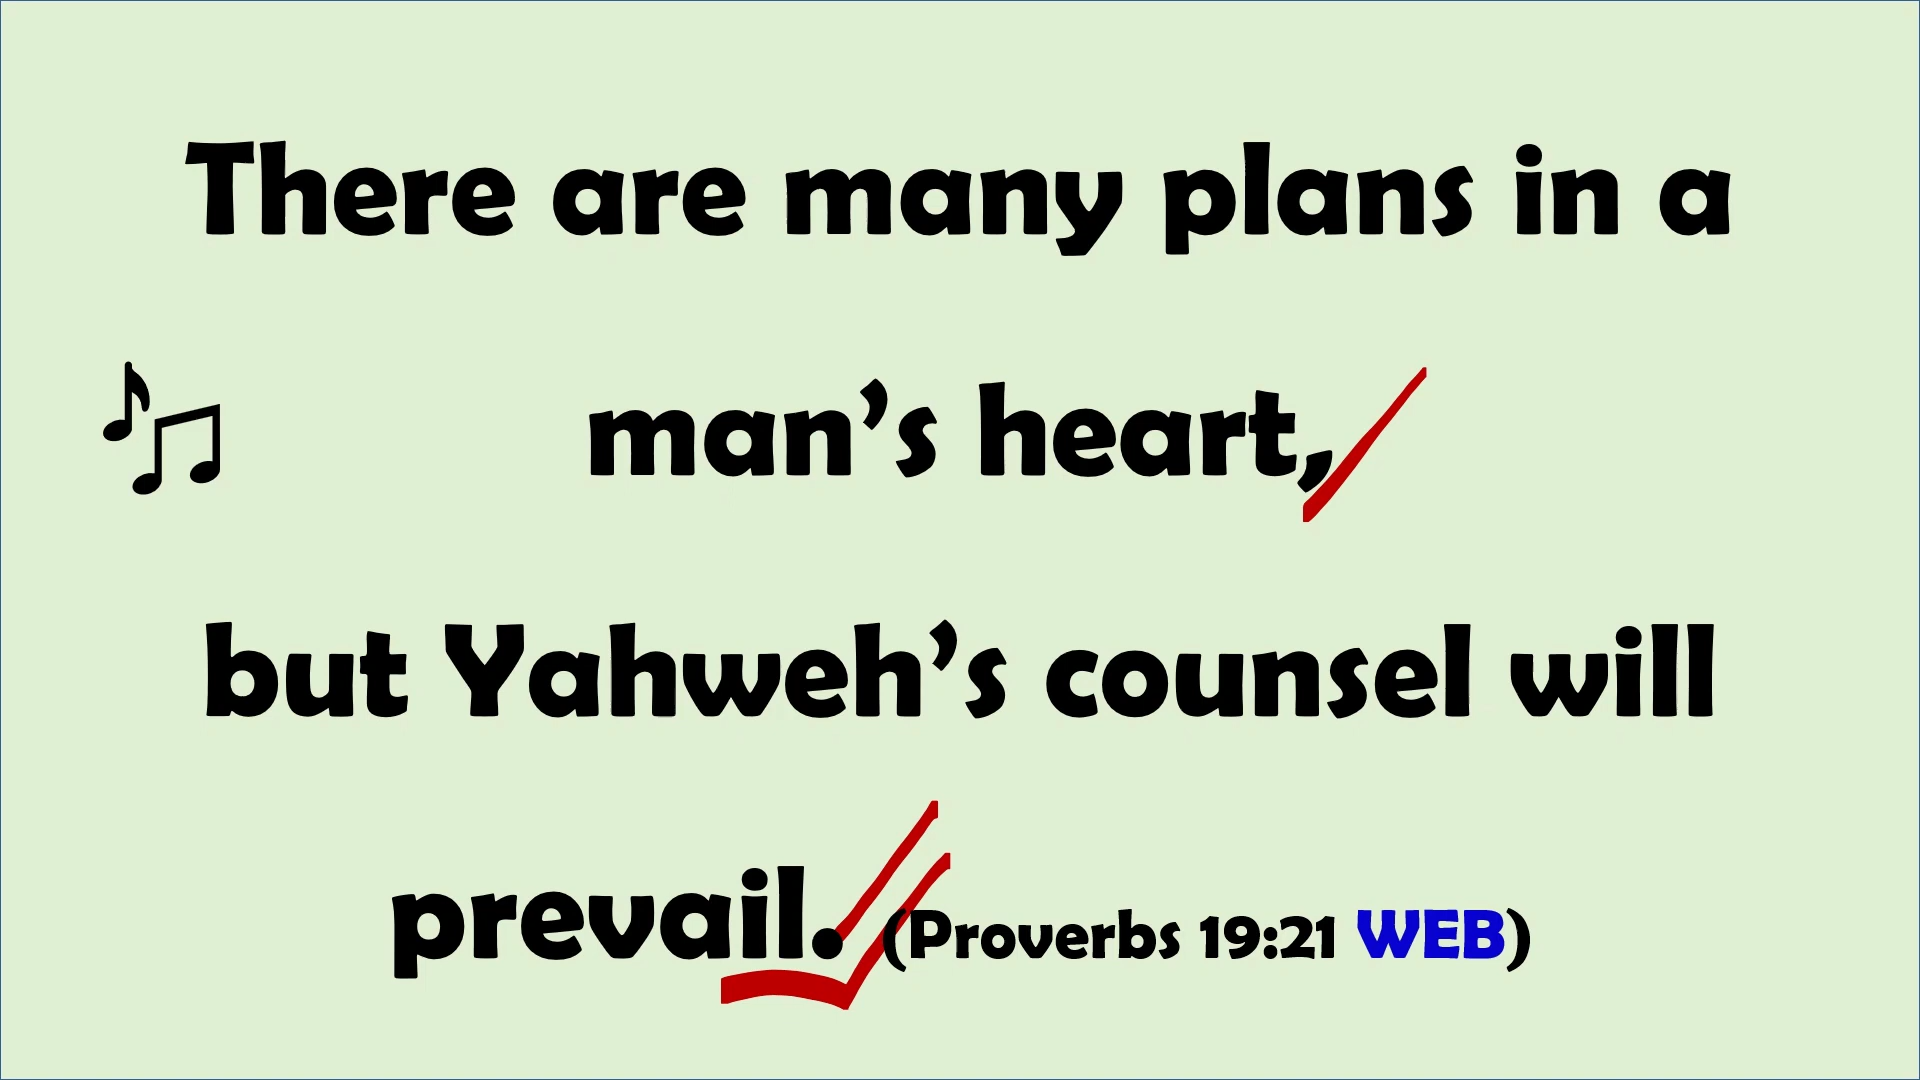 There are many plans in a
man’s heart,
but Yahweh’s counsel will
prevail. (Proverbs 19:21 WEB)